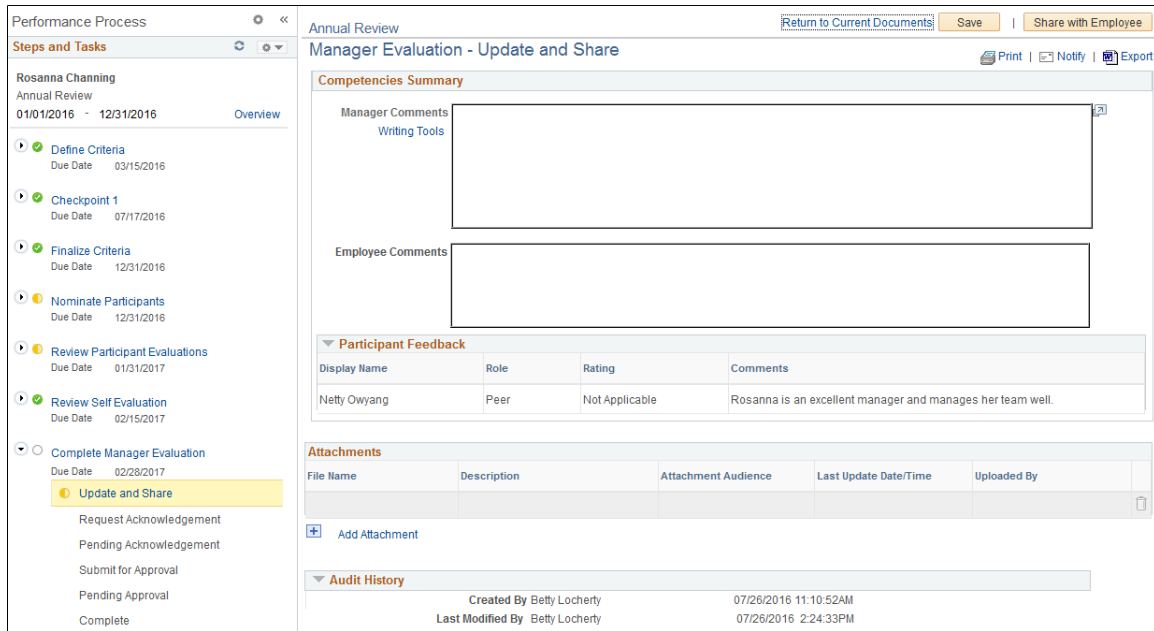 Performance Process
Steps and Tasks
Rosanna Channing
Annual Review
01/01/2016 - 12/31/2016 Overview
Define Criteria
Due Date 03/15/2016
Checkpoint 1
Due Date 07/17/2016
Finalize Criteria
Due Date 12/31/2016
Nominate Participants
Due Date 12/31/2016
Review Participant Evaluations
Due Date 01/31/2017
Review Self Evaluation
Due Date 02/15/2017
Complete Manager Evaluation
Due Date 02/28/2017
Update and Share
Request Acknowledgement
Pending Acknowledgement
Submit for Approval
Pending Approval
Complete
Annual Review
Return to Current Documents Save | Share with Employee
Manager Evaluation - Update and Share
Print | Notify | Export
Competencies Summary
Manager Comments
Writing Tools
Employee Comments
Participant Feedback
Display Name Role Rating Comments
Netty Owyang Peer Not Applicable Rosanna is an excellent manager and manages her team well.
Attachments
File Name Description Attachment Audience Last Update Date/Time Uploaded By
Add Attachment
Audit History
Created By Betty Locherty 07/26/2016 11:10:52AM
Last Modified By Betty Locherty 07/26/2016 2:24:33PM